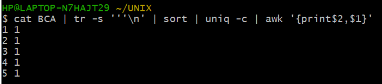 HP@LAPTOP-N7HAJT29 ~/UNIX
$ cat BCA | tr -s '''\n' | sort | uniq -c | awk '{print$2,$1}'
1 1
2 1
3 1
4 1
5 1